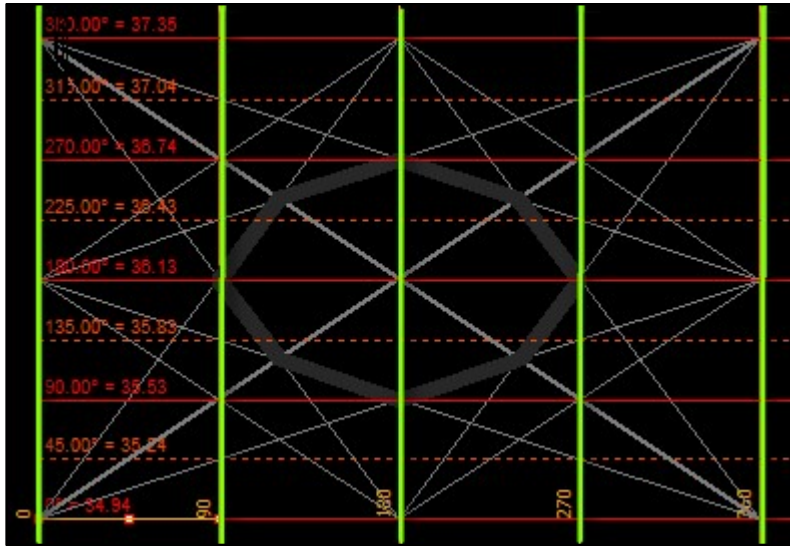 360.00° = 37.35
315.00° = 37.04
270.00° = 36.74
225.00° = 36.43
180.00° = 36.13
135.00° = 35.83
90.00° = 35.53
45.00° = 35.24
= 34.94
0
90
180
270
360